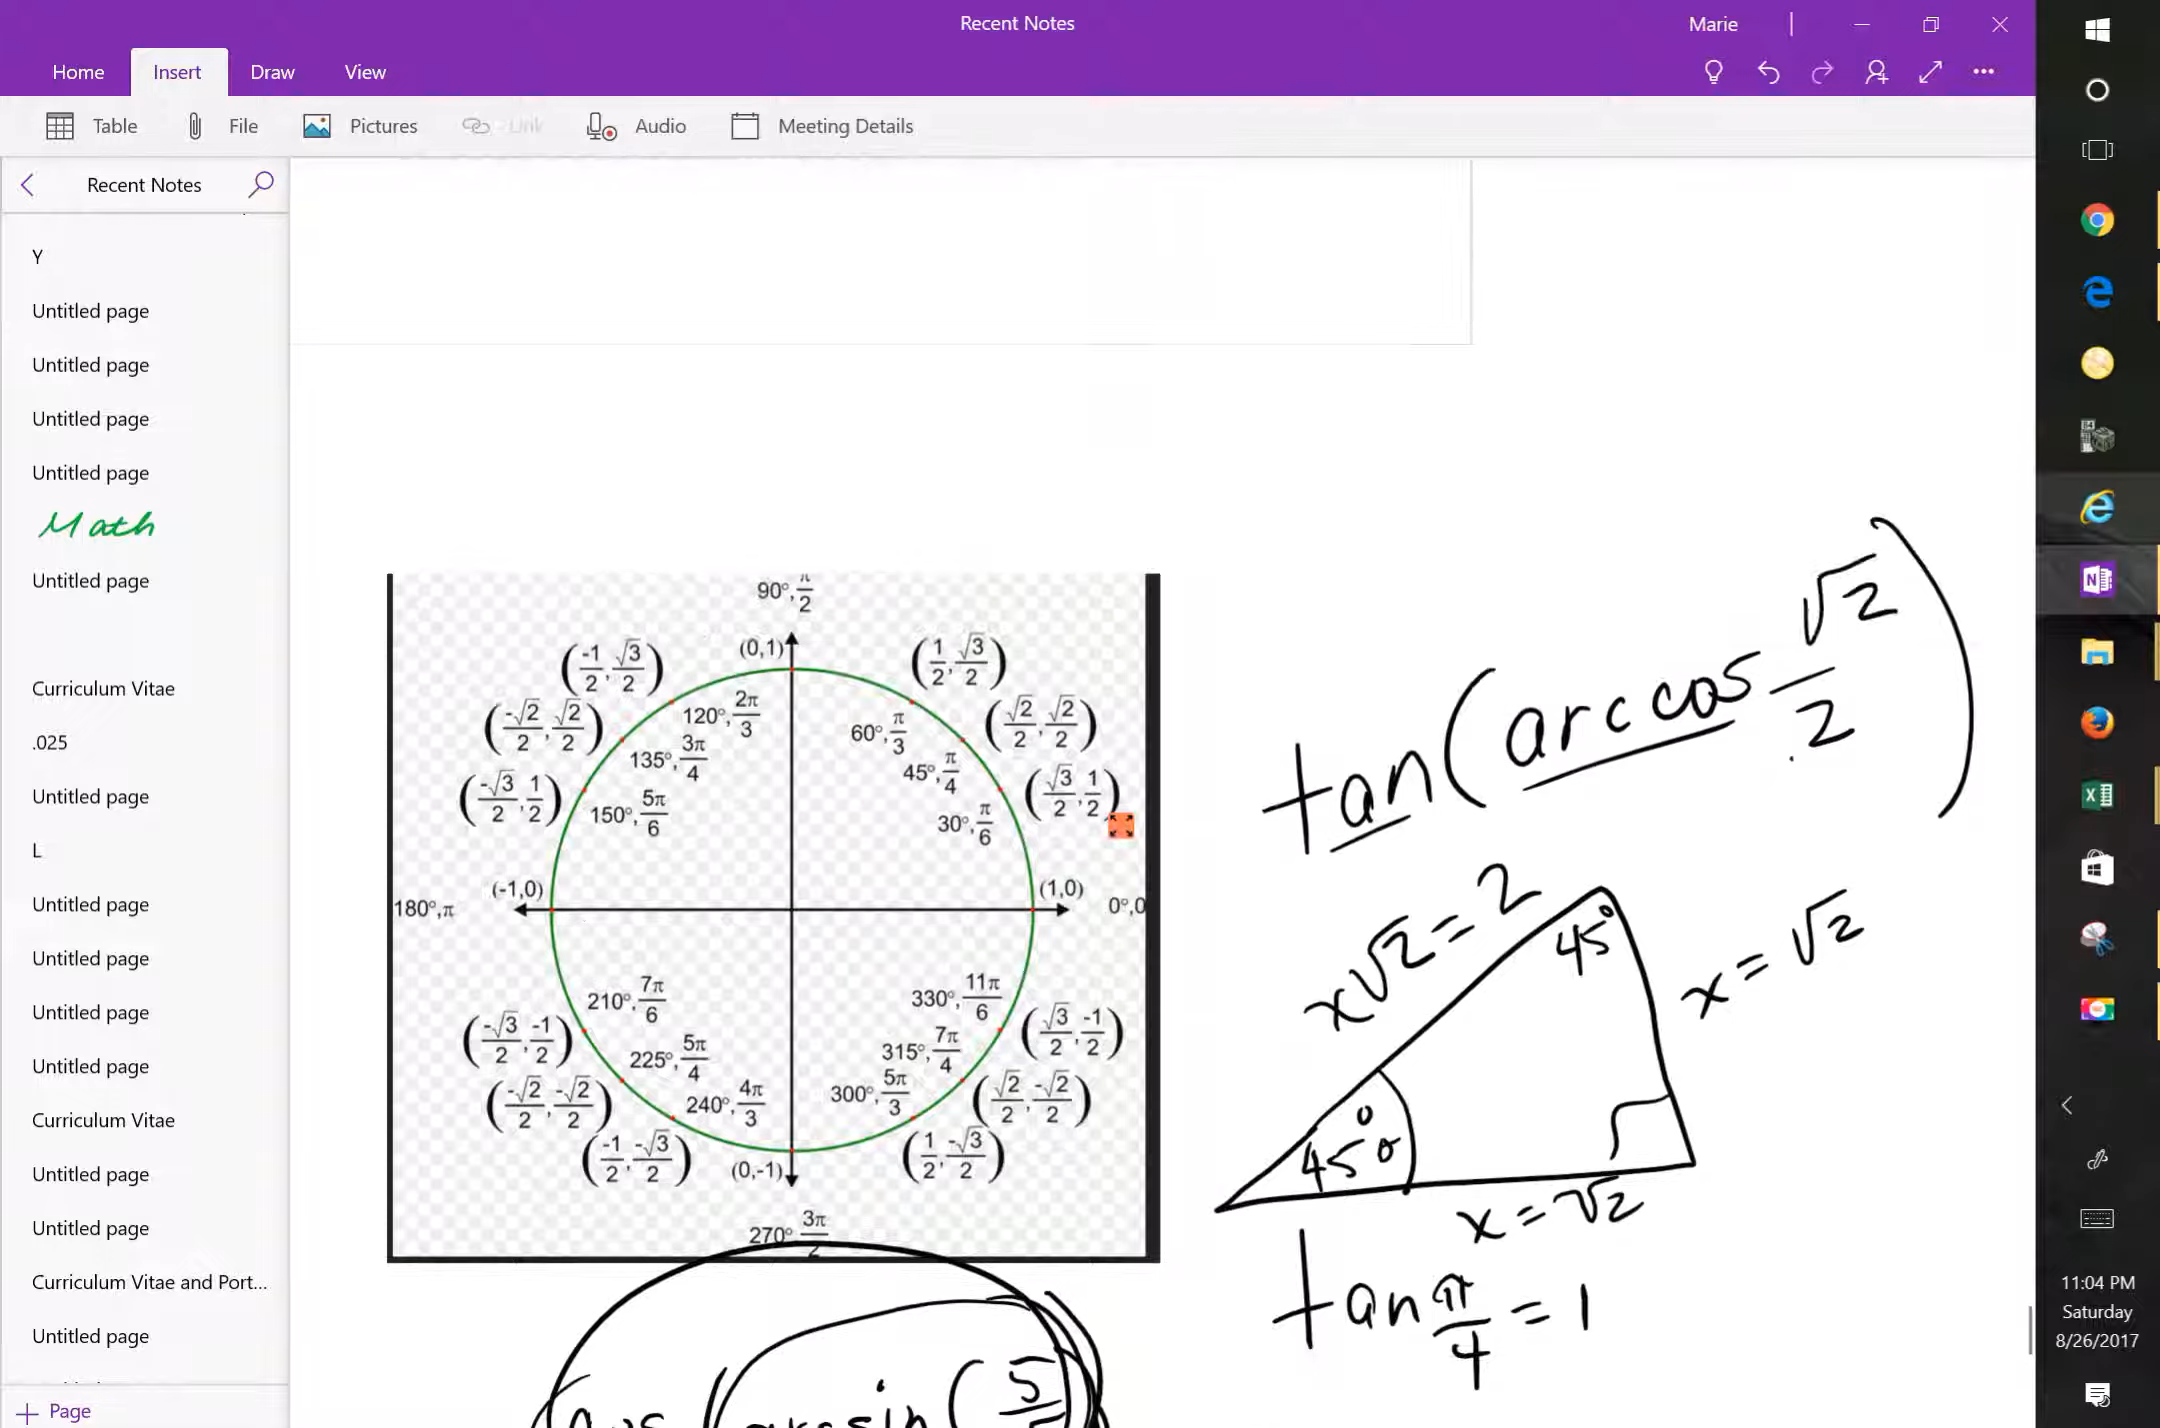 Recent Notes
Marie
Home Insert Draw View
Table File Pictures Link Audio Meeting Details
Recent Notes
Y
Untitled page
Untitled page
Untitled page
Untitled page
Math
Untitled page
Curriculum Vitae
.025
Untitled page
L
Untitled page
Untitled page
Untitled page
Untitled page
Curriculum Vitae
Untitled page
Untitled page
Curriculum Vitae and Port...
Untitled page
+ Page
90°, π/2
(0,1)
(-1/2, √3/2) (1/2, √3/2)
120°, 2π/3 60°, π/3
(-√2/2, √2/2) (√2/2, √2/2)
135°, 3π/4 45°, π/4
(-√3/2, 1/2) (√3/2, 1/2)
150°, 5π/6 30°, π/6
(-1,0) (1,0)
180°, π 0°,0
210°, 7π/6 330°, 11π/6
(-√3/2, -1/2) (√3/2, -1/2)
225°, 5π/4 315°, 7π/4
(-√2/2, -√2/2) (√2/2, -√2/2)
240°, 4π/3 300°, 5π/3
(-1/2, -√3/2) (1/2, -√3/2)
(0,-1)
270° 3π/2
tan(arccos √2/2)
x√2 = 2
45°
x = √2
45°
x = √2
tan π/4 = 1
arcsin(5
11:04 PM
Saturday
8/26/2017